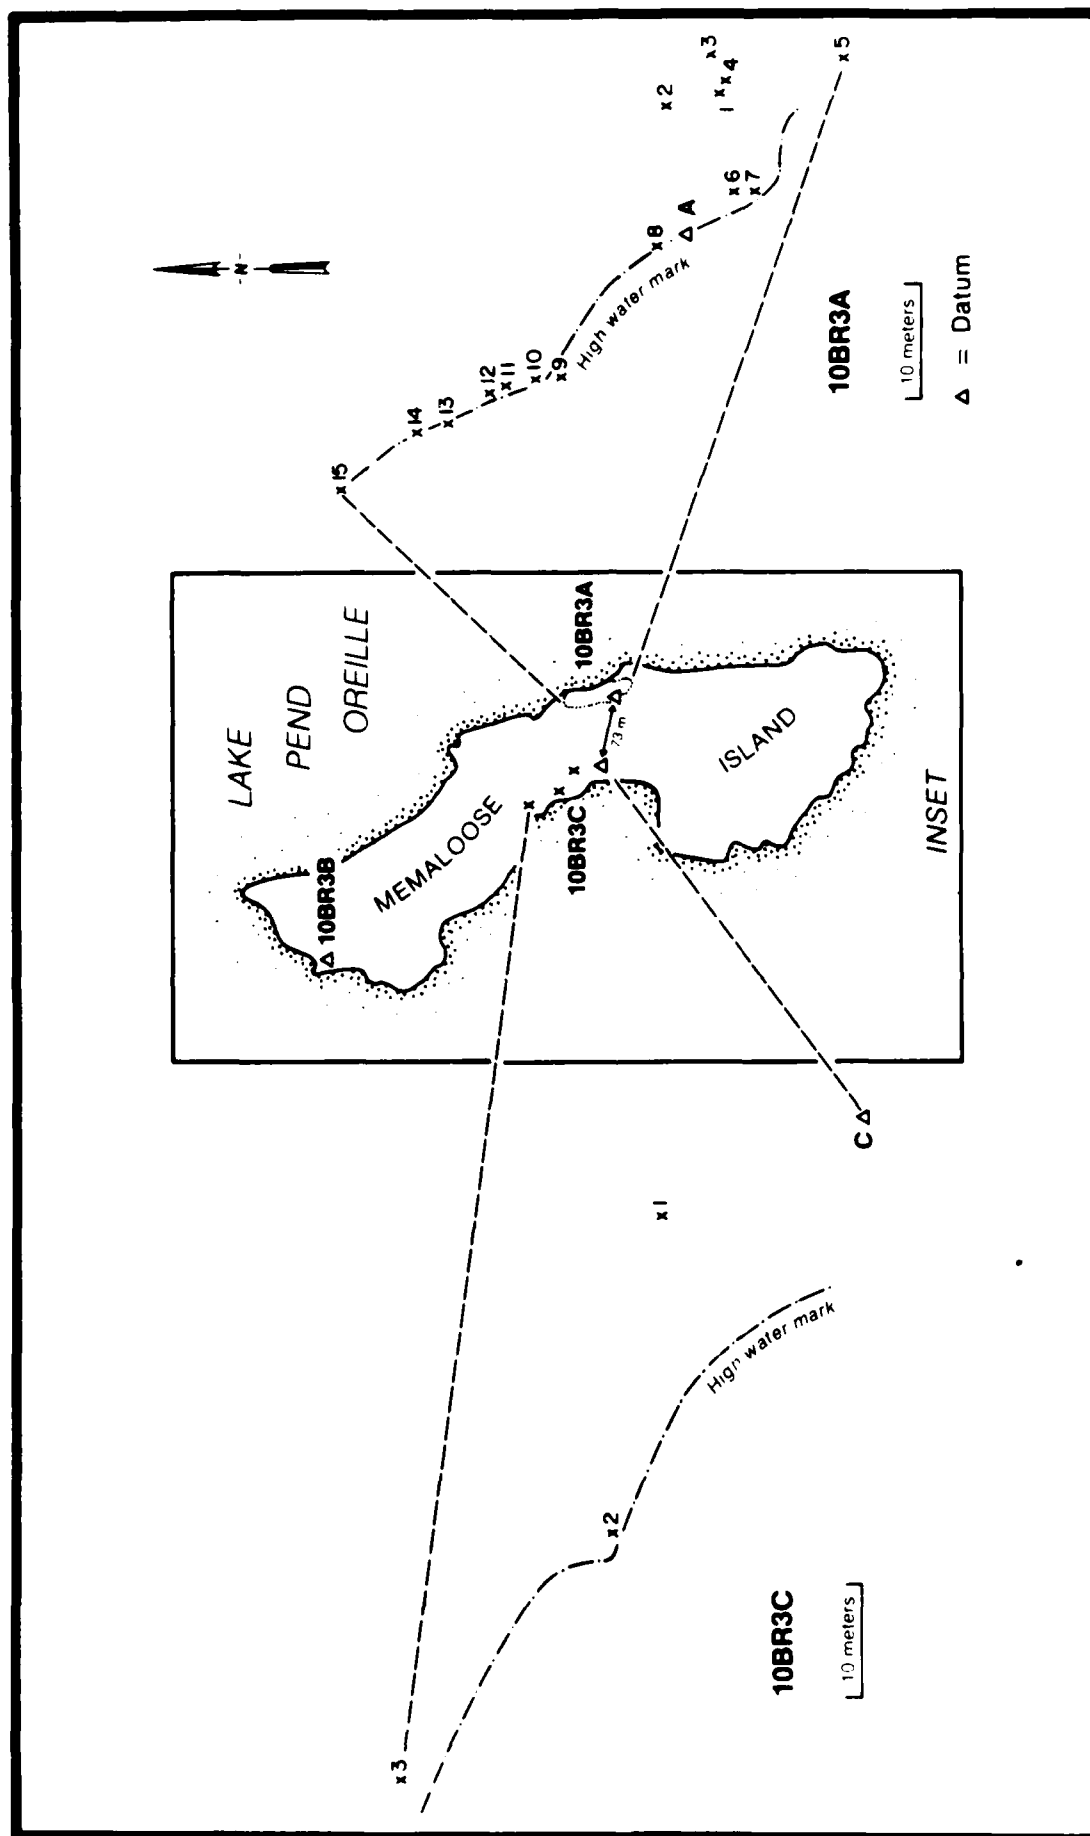 10BR3C
10 meters
x3
x2
High water mark
x1
C Δ
LAKE
PEND
OREILLE
Δ 10BR3B
MEMALOOSE
ISLAND
10BR3C
10BR3A
73 m
INSET
N
x15
x14
x13
x12
x11
x10
x9
High water mark
x8
Δ A
x6
x7
x2
x3
1 x x4
x5
10BR3A
10 meters
Δ = Datum